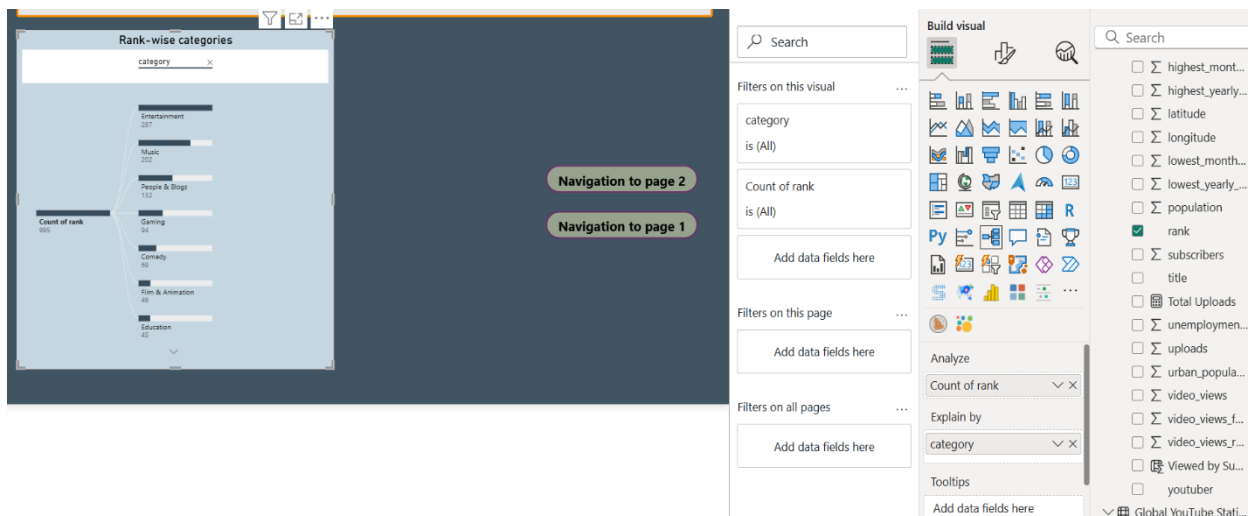 Rank-wise categories
category
Entertainment
287
Music
202
People & Blogs
132
Count of rank
995
Gaming
94
Comedy
69
Film & Animation
46
Education
45
Navigation to page 2
Navigation to page 1
Search
Filters on this visual
...
category
is (All)
Count of rank
is (All)
Add data fields here
Filters on this page
...
Add data fields here
Filters on all pages
...
Add data fields here
Build visual
123
R
Py
123
...
Analyze
Count of rank
Explain by
category
Tooltips
Add data fields here
Search
highest_mont...
highest_yearly...
latitude
longitude
lowest_month...
lowest_yearly_...
population
rank
subscribers
title
Total Uploads
unemploymen...
uploads
urban_popula...
video_views
video_views_f...
video_views_r...
Viewed by Su...
youtuber
Global YouTube Stati...